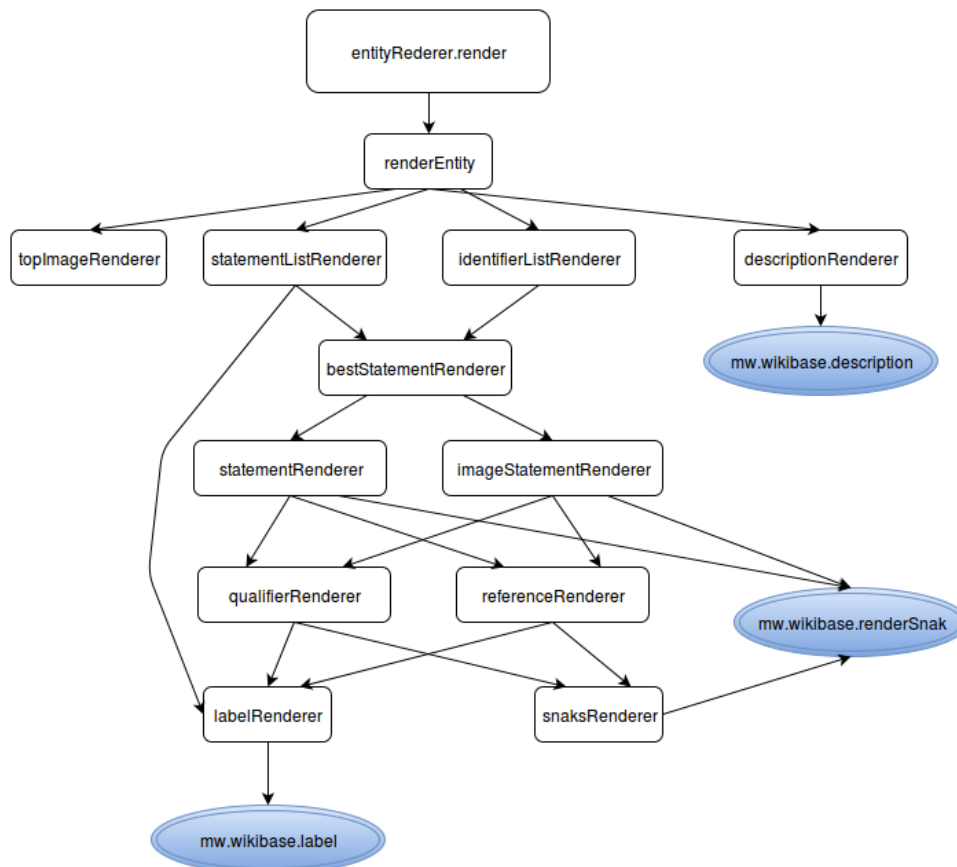 entityRederer.render
renderEntity
topImageRenderer
statementListRenderer
identifierListRenderer
descriptionRenderer
bestStatementRenderer
mw.wikibase.description
statementRenderer
imageStatementRenderer
qualifierRenderer
referenceRenderer
mw.wikibase.renderSnak
labelRenderer
snaksRenderer
mw.wikibase.label